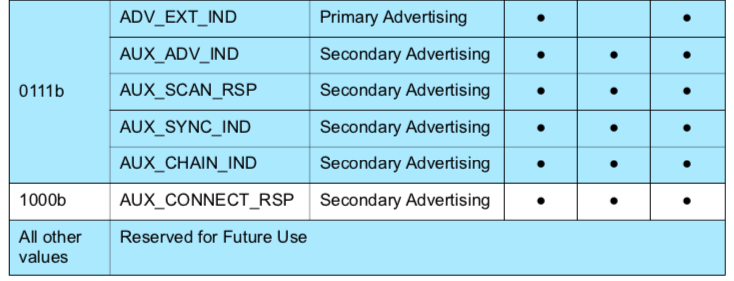 ADV_EXT_IND Primary Advertising ● ●
AUX_ADV_IND Secondary Advertising ● ● ●
0111b AUX_SCAN_RSP Secondary Advertising ● ● ●
AUX_SYNC_IND Secondary Advertising ● ● ●
AUX_CHAIN_IND Secondary Advertising ● ● ●
1000b AUX_CONNECT_RSP Secondary Advertising ● ● ●
All other Reserved for Future Use
values